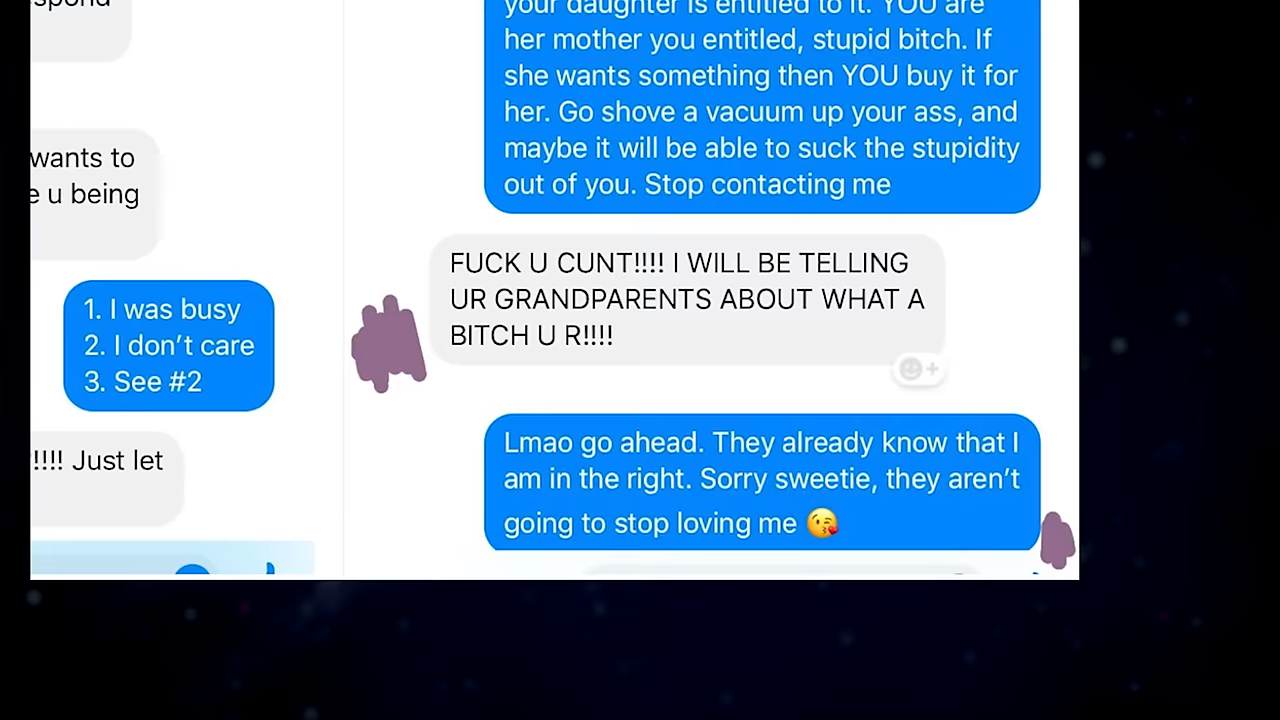 spond
wants to
e u being
1. I was busy
2. I don’t care
3. See #2
!!!! Just let
your daughter is entitled to it. YOU are
her mother you entitled, stupid bitch. If
she wants something then YOU buy it for
her. Go shove a vacuum up your ass, and
maybe it will be able to suck the stupidity
out of you. Stop contacting me
FUCK U CUNT!!!! I WILL BE TELLING
UR GRANDPARENTS ABOUT WHAT A
BITCH U R!!!!
Lmao go ahead. They already know that I
am in the right. Sorry sweetie, they aren’t
going to stop loving me 😘